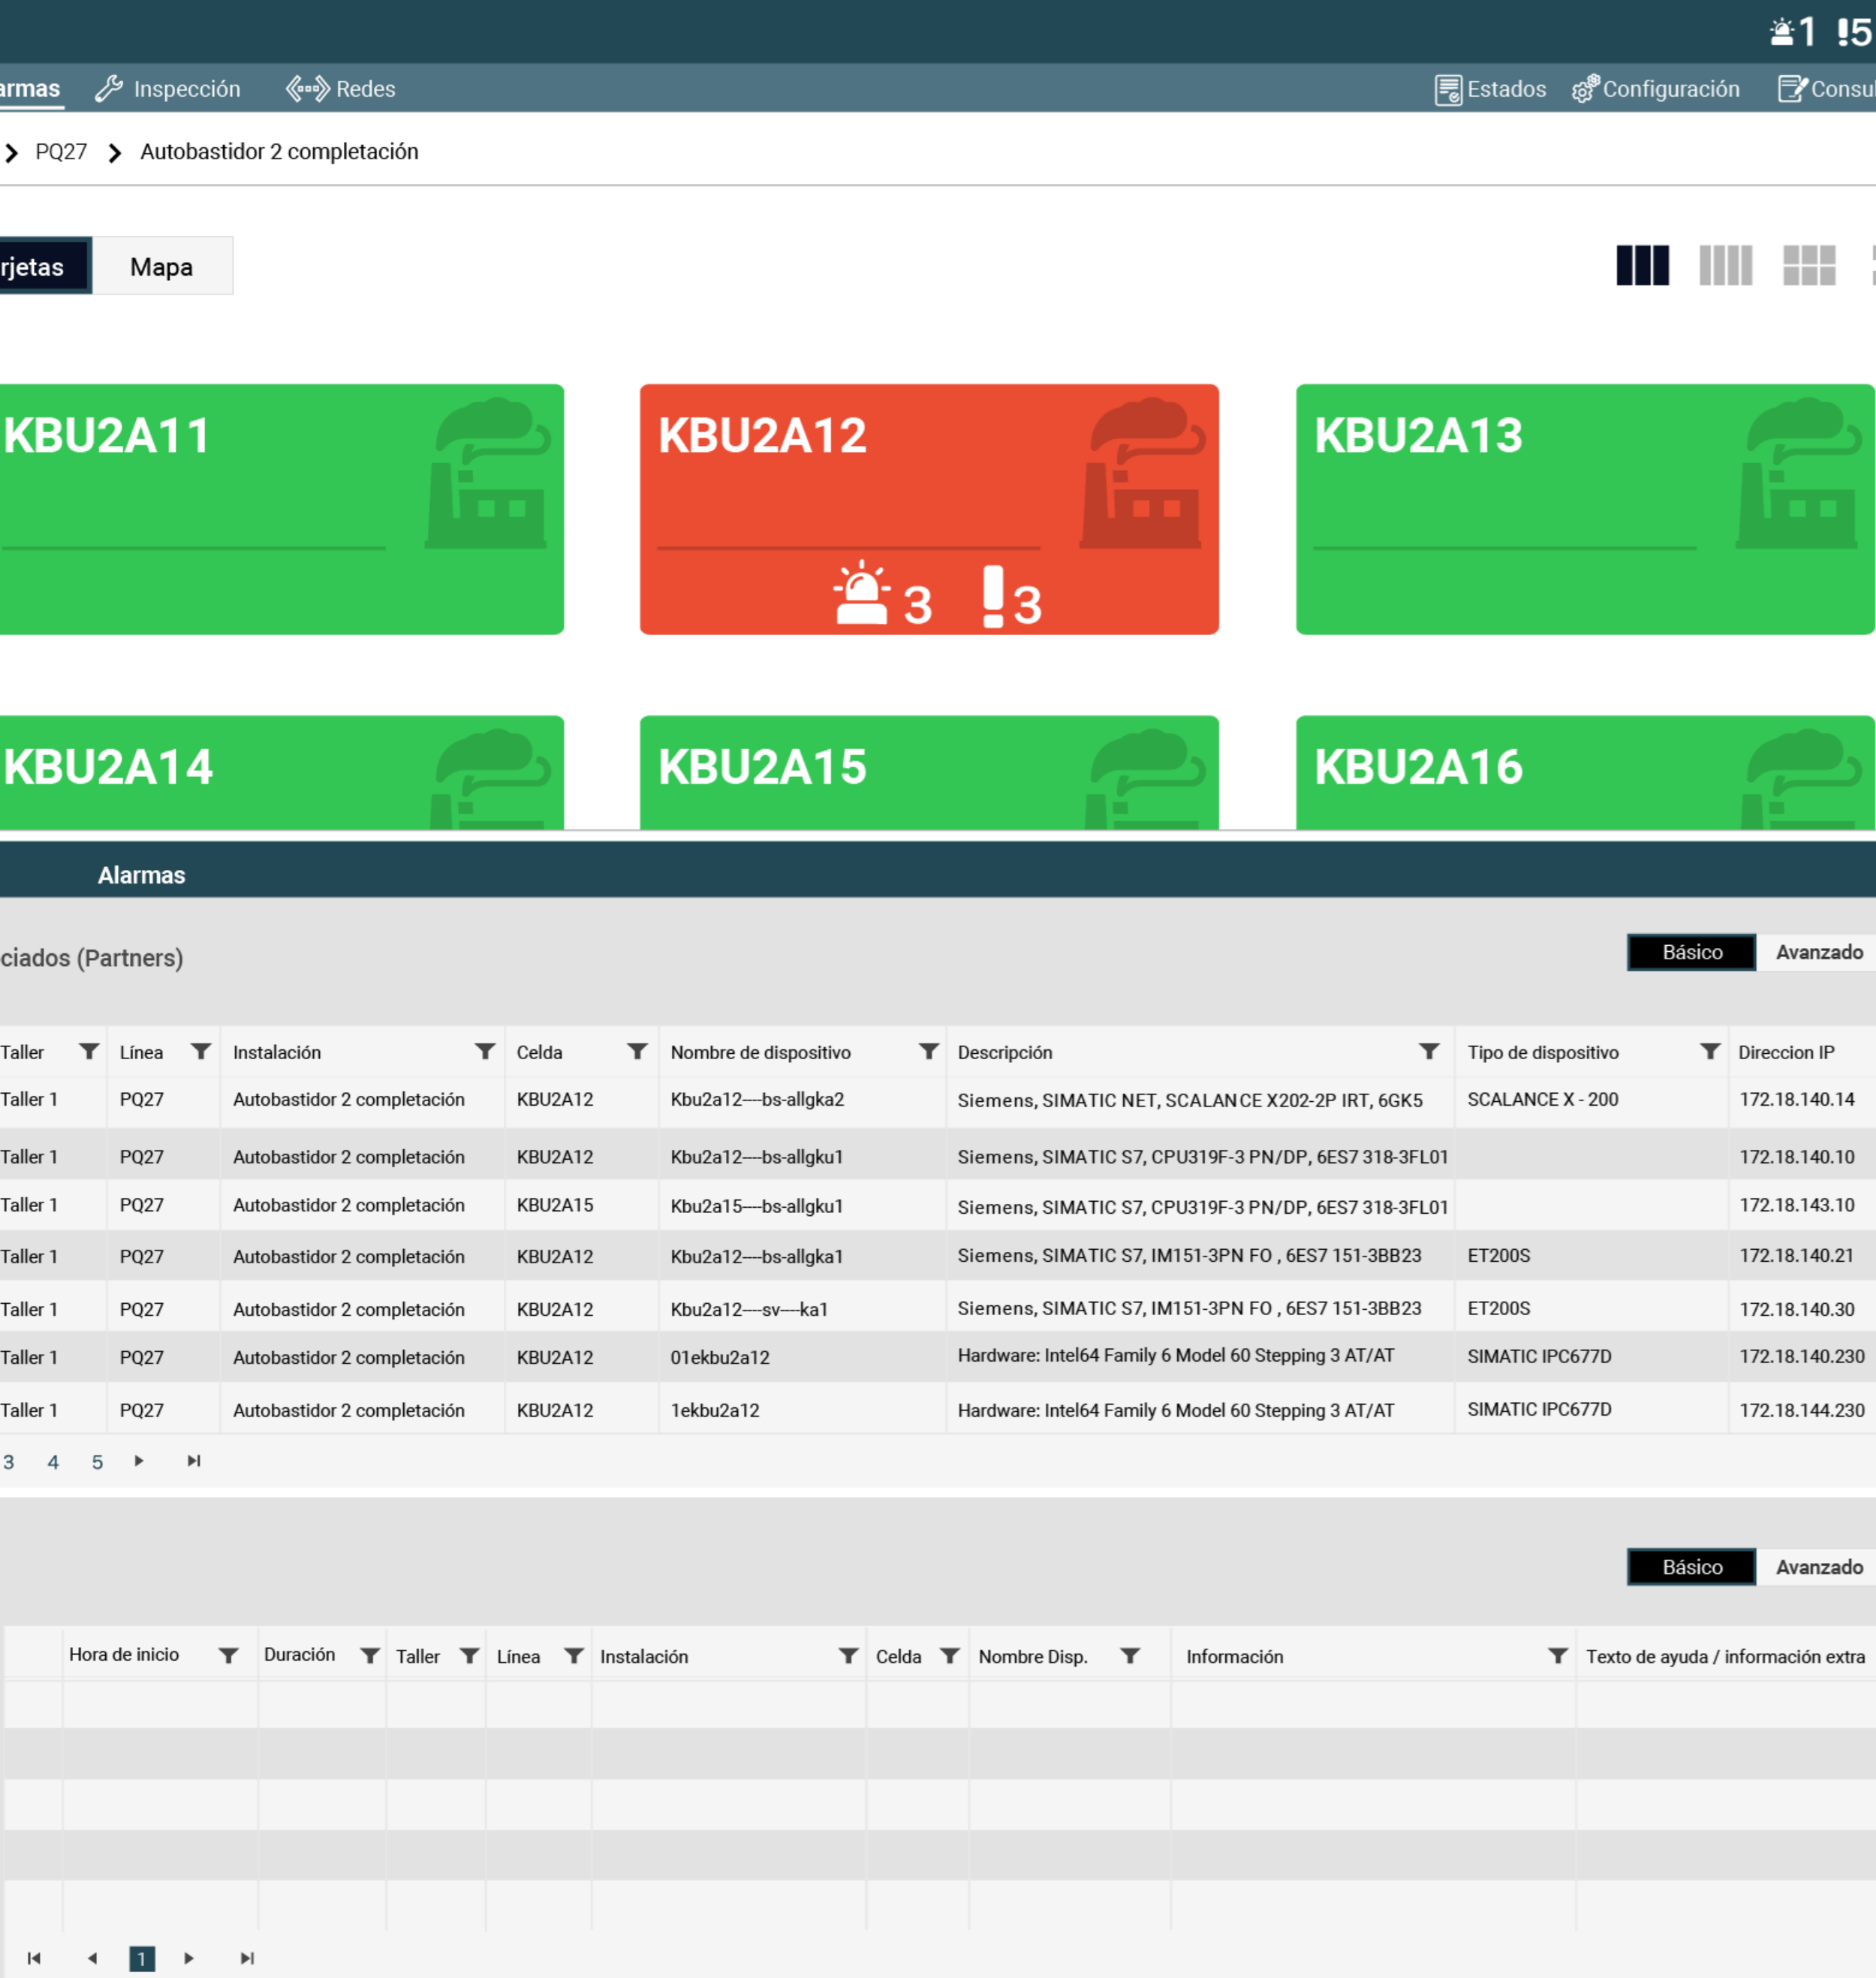 1 !5
armas Inspección Redes Estados Configuración Consul
PQ27 Autobastidor 2 completación
rjetas Mapa
KBU2A11 KBU2A12 KBU2A13
3 !3
KBU2A14 KBU2A15 KBU2A16
Alarmas
ciados (Partners) Básico Avanzado
Taller Línea Instalación Celda Nombre de dispositivo Descripción Tipo de dispositivo Direccion IP
Taller 1 PQ27 Autobastidor 2 completación KBU2A12 Kbu2a12----bs-allgka2 Siemens, SIMATIC NET, SCALANCE X202-2P IRT, 6GK5 SCALANCE X - 200 172.18.140.14
Taller 1 PQ27 Autobastidor 2 completación KBU2A12 Kbu2a12----bs-allgku1 Siemens, SIMATIC S7, CPU319F-3 PN/DP, 6ES7 318-3FL01 172.18.140.10
Taller 1 PQ27 Autobastidor 2 completación KBU2A15 Kbu2a15----bs-allgku1 Siemens, SIMATIC S7, CPU319F-3 PN/DP, 6ES7 318-3FL01 172.18.143.10
Taller 1 PQ27 Autobastidor 2 completación KBU2A12 Kbu2a12----bs-allgka1 Siemens, SIMATIC S7, IM151-3PN FO , 6ES7 151-3BB23 ET200S 172.18.140.21
Taller 1 PQ27 Autobastidor 2 completación KBU2A12 Kbu2a12----sv----ka1 Siemens, SIMATIC S7, IM151-3PN FO , 6ES7 151-3BB23 ET200S 172.18.140.30
Taller 1 PQ27 Autobastidor 2 completación KBU2A12 01ekbu2a12 Hardware: Intel64 Family 6 Model 60 Stepping 3 AT/AT SIMATIC IPC677D 172.18.140.230
Taller 1 PQ27 Autobastidor 2 completación KBU2A12 1ekbu2a12 Hardware: Intel64 Family 6 Model 60 Stepping 3 AT/AT SIMATIC IPC677D 172.18.144.230
3 4 5
Básico Avanzado
Hora de inicio Duración Taller Línea Instalación Celda Nombre Disp. Información Texto de ayuda / información extra
1